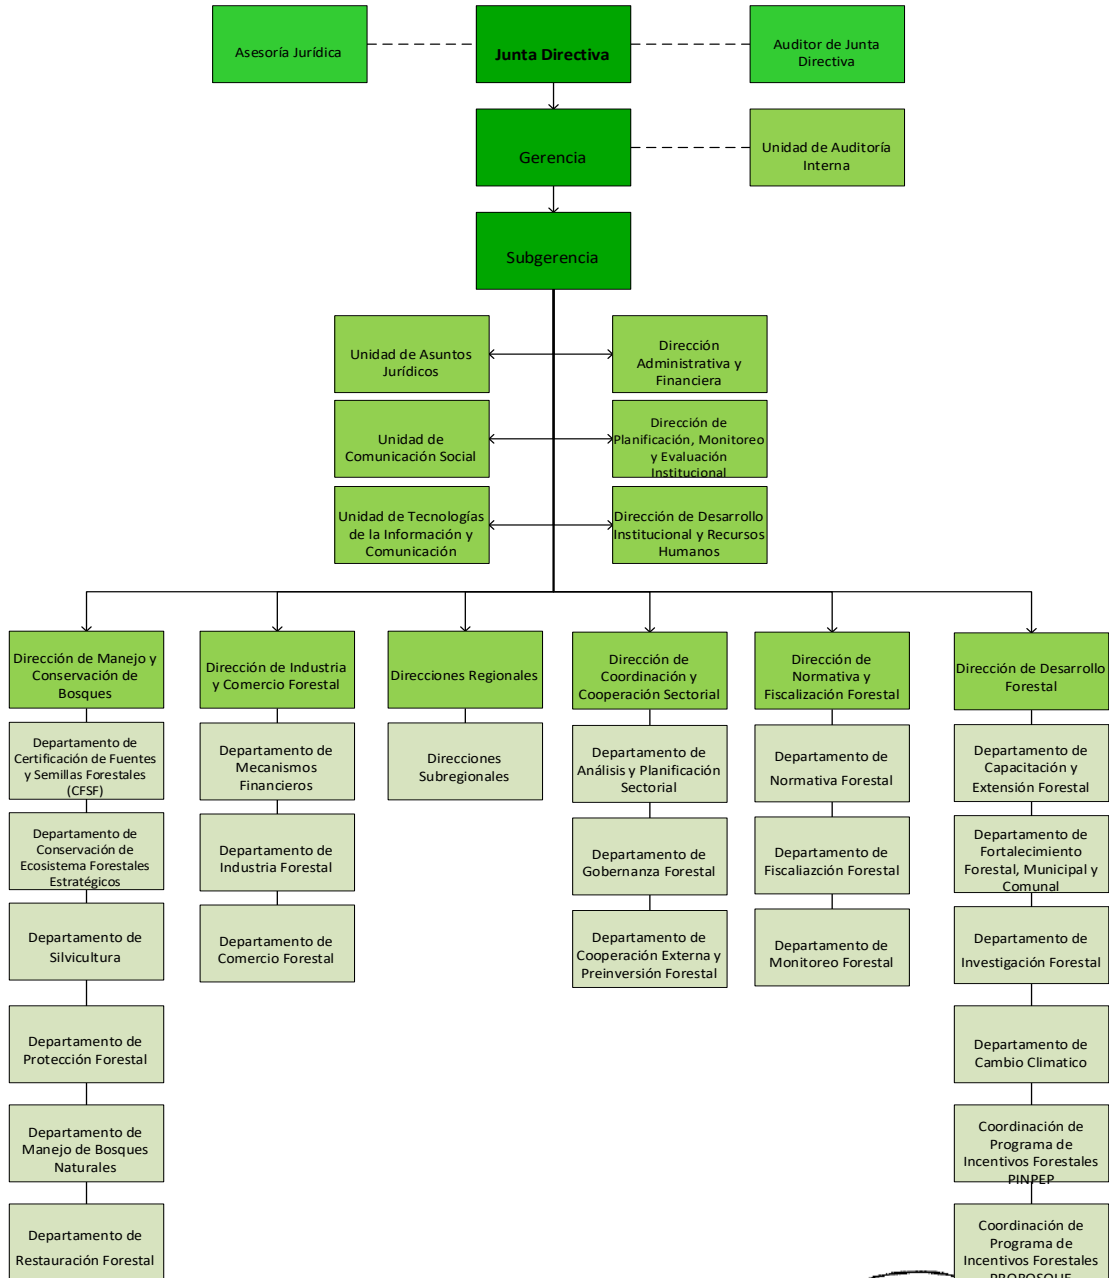 Asesoría Jurídica
Junta Directiva
Auditor de Junta
Directiva
Gerencia
Unidad de Auditoría
Interna
Subgerencia
Unidad de Asuntos
Jurídicos
Dirección
Administrativa y
Financiera
Unidad de
Comunicación Social
Dirección de
Planificación, Monitoreo
y Evaluación
Institucional
Unidad de Tecnologías
de la Información y
Comunicación
Dirección de Desarrollo
Institucional y Recursos
Humanos
Dirección de Manejo y
Conservación de
Bosques
Departamento de
Certificación de Fuentes
y Semillas Forestales
(CFSF)
Departamento de
Conservación de
Ecosistema Forestales
Estratégicos
Departamento de
Silvicultura
Departamento de
Protección Forestal
Departamento de
Manejo de Bosques
Naturales
Departamento de
Restauración Forestal
Dirección de Industria
y Comercio Forestal
Departamento de
Mecanismos
Financieros
Departamento de
Industria Forestal
Departamento de
Comercio Forestal
Direcciones Regionales
Direcciones
Subregionales
Dirección de
Coordinación y
Cooperación Sectorial
Departamento de
Análisis y Planificación
Sectorial
Departamento de
Gobernanza Forestal
Departamento de
Cooperación Externa y
Preinversión Forestal
Dirección de
Normativa y
Fiscalización Forestal
Departamento de
Normativa Forestal
Departamento de
Fiscaliazción Forestal
Departamento de
Monitoreo Forestal
Dirección de Desarrollo
Forestal
Departamento de
Capacitación y
Extensión Forestal
Departamento de
Fortalecimiento
Forestal, Municipal y
Comunal
Departamento de
Investigación Forestal
Departamento de
Cambio Climatico
Coordinación de
Programa de
Incentivos Forestales
PINPEP
Coordinación de
Programa de
Incentivos Forestales
PROBOSQUE